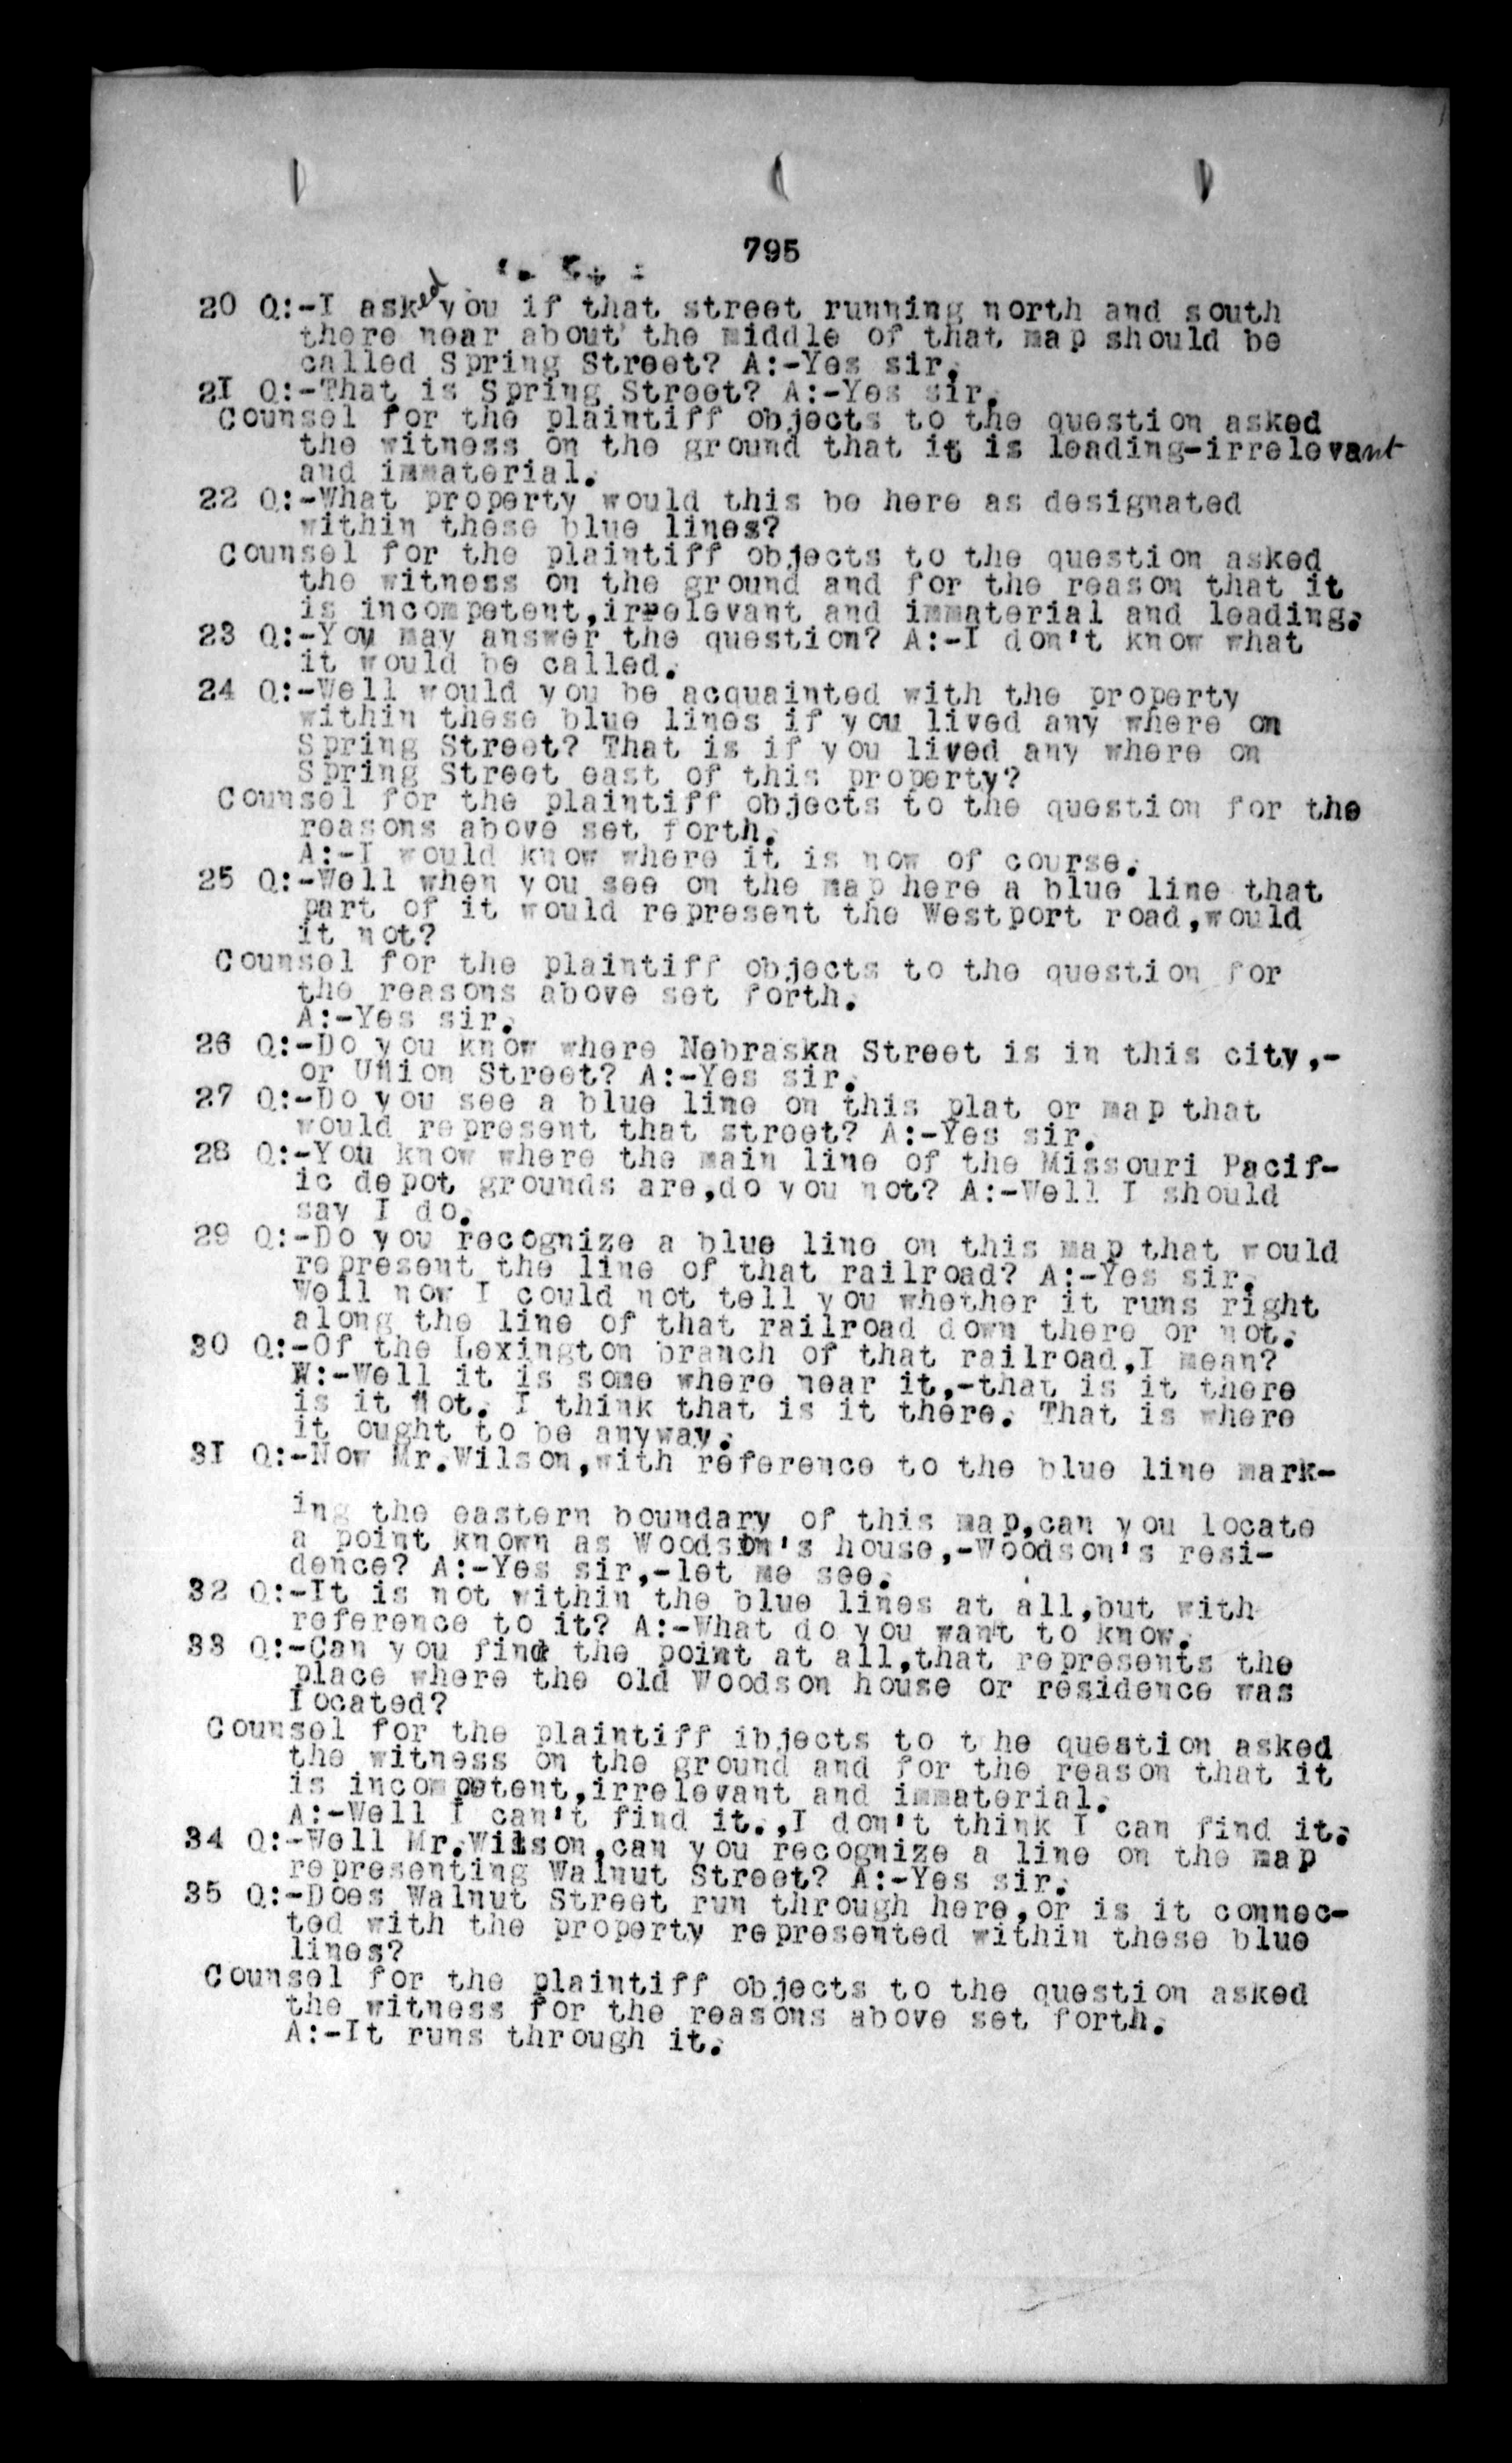 795
20 Q:-I asked you if that street running north and south
there near about the middle of that map should be
called Spring Street? A:-Yes sir.
21 Q:-That is Spring Street? A:-Yes sir.
Counsel for the plaintiff objects to the question asked
the witness on the ground that it is leading-irrelevant
and immaterial.
22 Q:-What property would this be here as designated
within these blue lines?
Counsel for the plaintiff objects to the question asked
the witness on the ground and for the reason that it
is incompetent,irrelevant and immaterial and leading.
23 Q:-You may answer the question? A:-I don't know what
it would be called.
24 Q:-Well would you be acquainted with the property
within these blue lines if you lived any where on
Spring Street? That is if you lived any where on
Spring Street east of this property?
Counsel for the plaintiff objects to the question for the
reasons above set forth.
A:-I would know where it is now of course.
25 Q:-Well when you see on the map here a blue line that
part of it would represent the Westport road,would
it not?
Counsel for the plaintiff objects to the question for
the reasons above set forth.
A:-Yes sir.
26 Q:-Do you know where Nebraska Street is in this city,-
or Union Street? A:-Yes sir.
27 Q:-Do you see a blue line on this plat or map that
would represent that street? A:-Yes sir.
28 Q:-You know where the main line of the Missouri Pacif-
ic depot grounds are,do you not? A:-Well I should
say I do.
29 Q:-Do you recognize a blue line on this map that would
represent the line of that railroad? A:-Yes sir.
Well now I could not tell you whether it runs right
along the line of that railroad down there or not.
30 Q:-Of the Lexington branch of that railroad,I mean?
W:-Well it is some where near it,-that is it there
is it not. I think that is it there. That is where
it ought to be anyway.
31 Q:-Now Mr.Wilson,with reference to the blue line mark-
ing the eastern boundary of this map,can you locate
a point known as Woodson's house,-Woodson's resi-
dence? A:-Yes sir,-let me see.
32 Q:-It is not within the blue lines at all,but with
reference to it? A:-What do you want to know.
33 Q:-Can you find the point at all,that represents the
place where the old Woodson house or residence was
located?
Counsel for the plaintiff ibjects to t he question asked
the witness on the ground and for the reason that it
is incompetent,irrelevant and immaterial.
A:-Well I can't find it.,I don't think I can find it.
34 Q:-Well Mr.Wilson,can you recognize a line on the map
representing Walnut Street? A:-Yes sir.
35 Q:-Does Walnut Street run through here,or is it connec-
ted with the property represented within these blue
lines?
Counsel for the plaintiff objects to the question asked
the witness for the reasons above set forth.
A:-It runs through it.